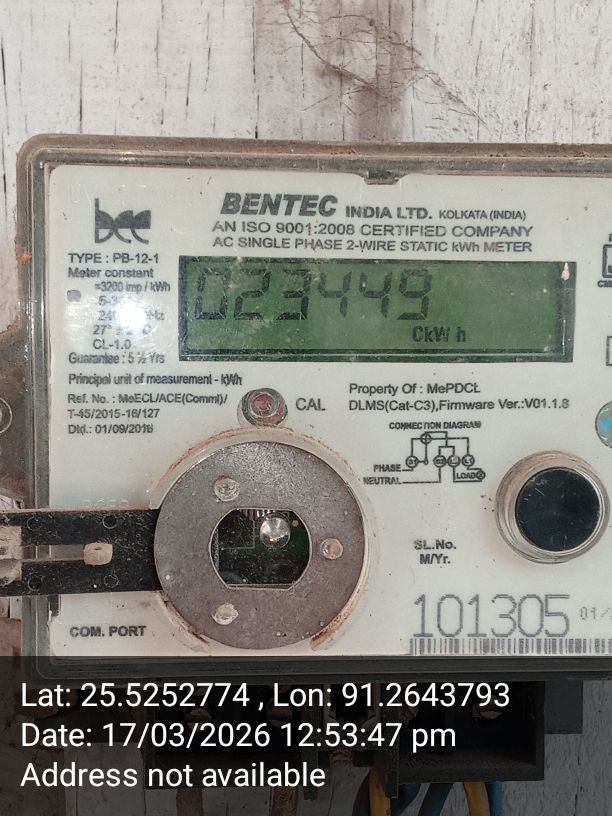 bee
BENTEC INDIA LTD. KOLKATA (INDIA)
AN ISO 9001:2008 CERTIFIED COMPANY
AC SINGLE PHASE 2-WIRE STATIC kWh METER
TYPE : PB-12-1
Meter constant
=3200 imp / kWh
CL-1.0
Guarantee : 5 ½ Yrs
023449
CkW h
Principal unit of measurement - kWh
Ref. No. : MeECL/ACE(Comml)/
T-45/2015-16/127
Dtd. : 01/09/2016
CAL
Property Of : MePDCL
DLMS(Cat-C3),Firmware Ver.:V01.1.8
CONNECTION DIAGRAM
PHASE
NEUTRAL
LOAD
SL.No.
M/Yr.
101305 01/
COM. PORT
Lat: 25.5252774 , Lon: 91.2643793
Date: 17/03/2026 12:53:47 pm
Address not available